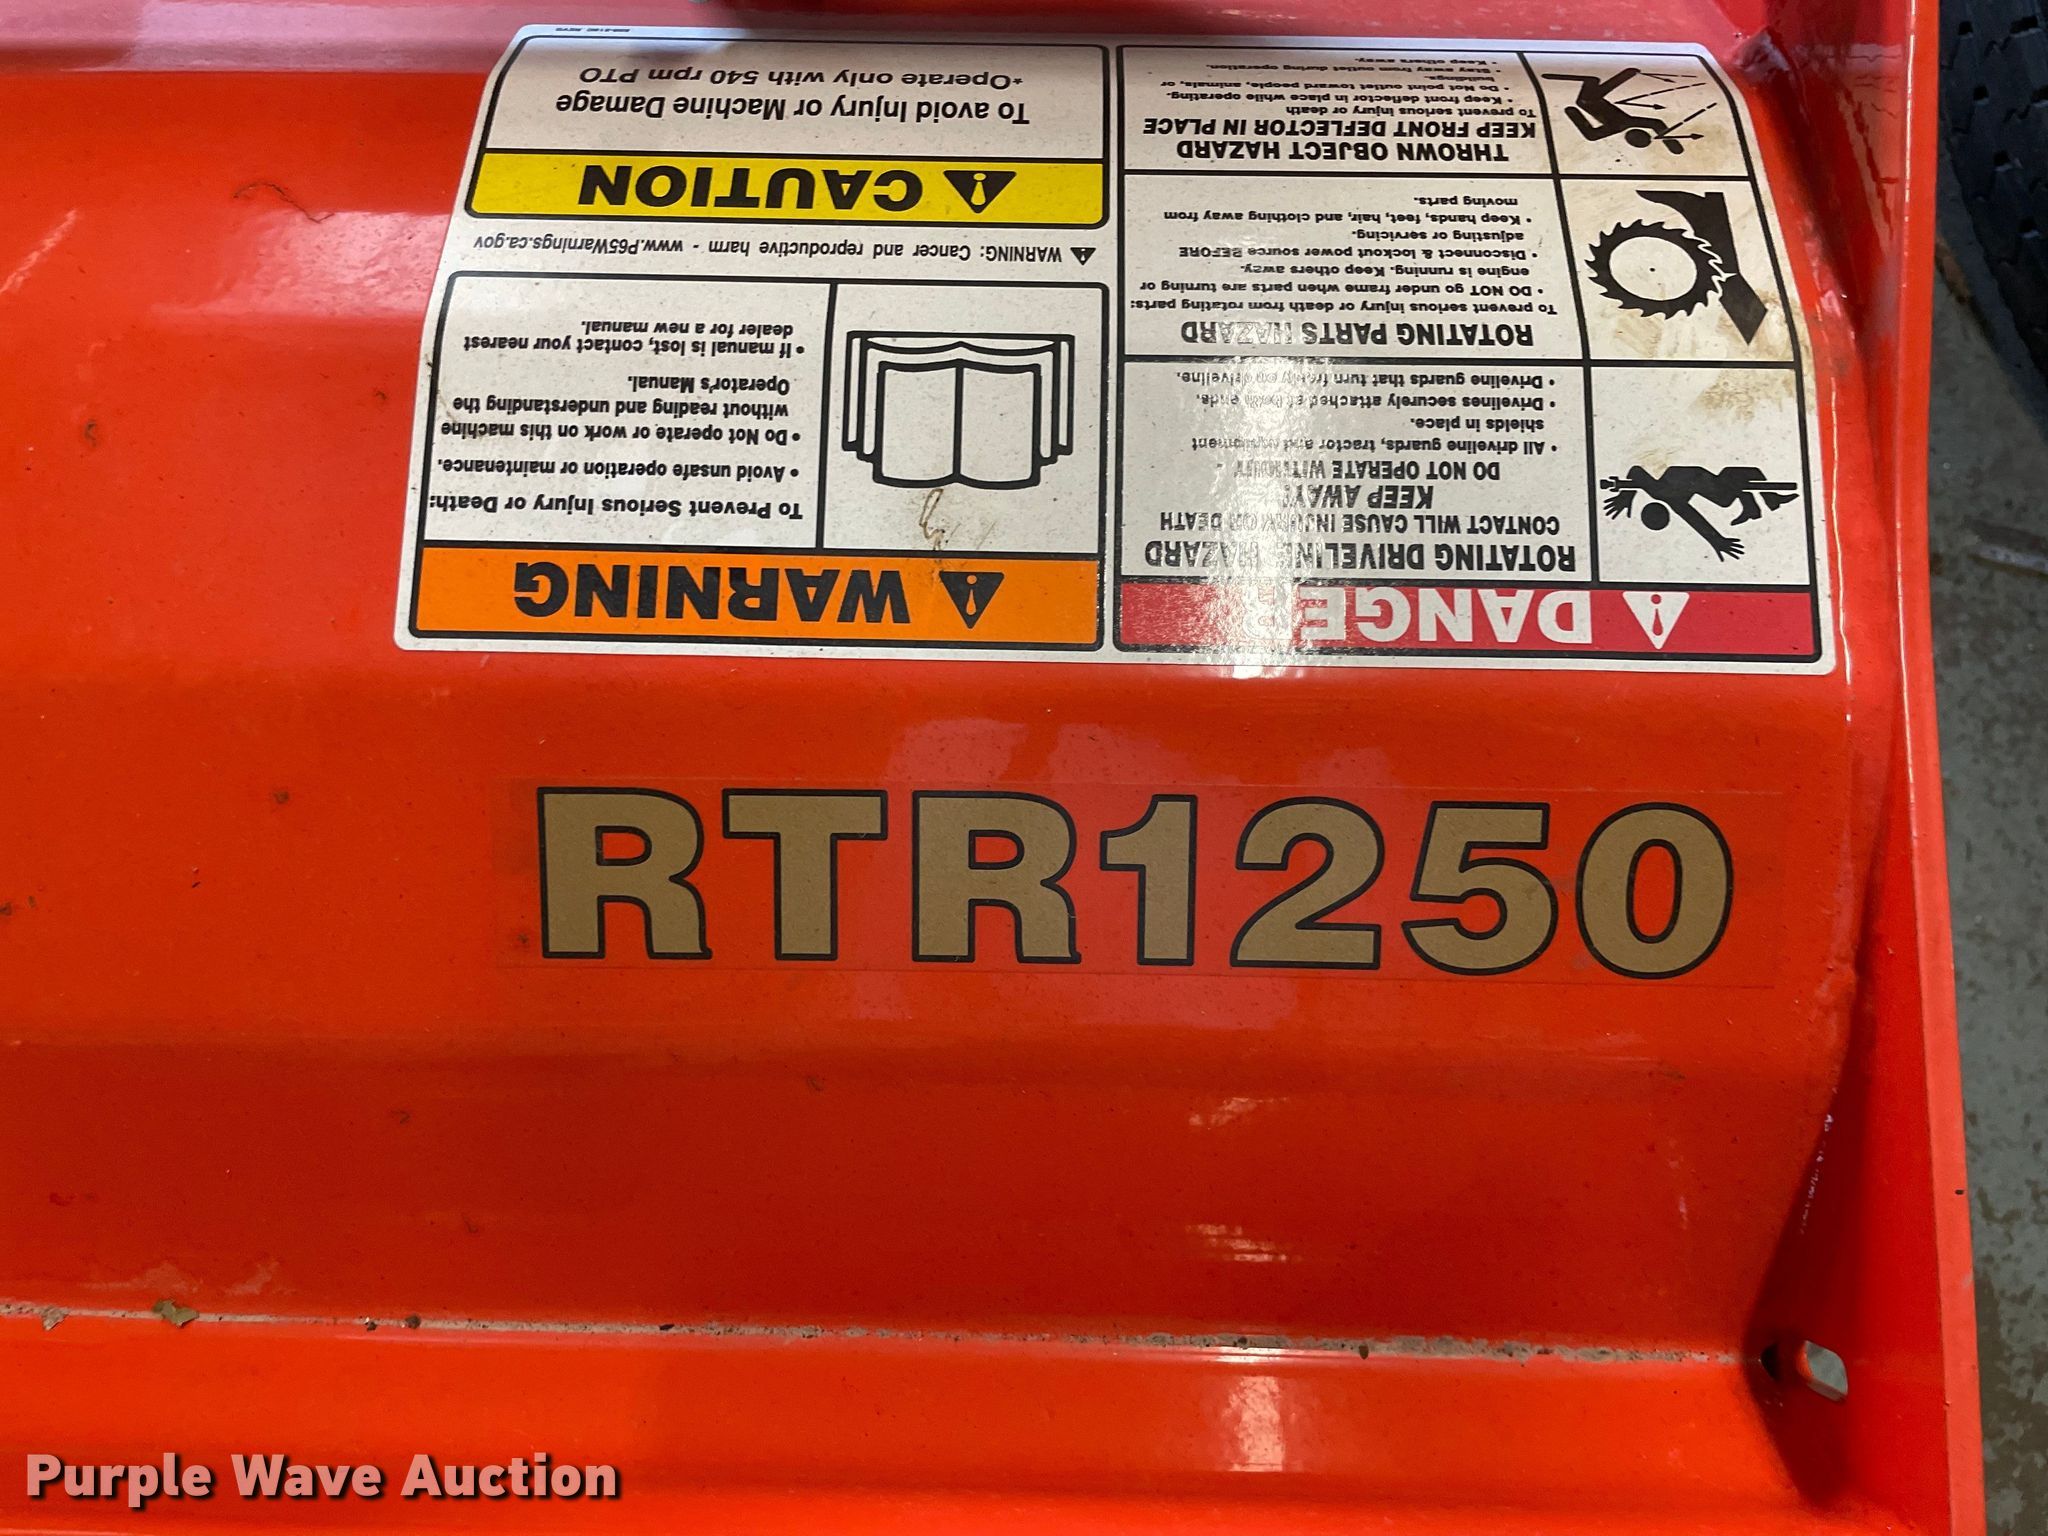 DANGER
ROTATING DRIVELINE HAZARD
CONTACT WILL CAUSE INJURY OR DEATH
KEEP AWAY!
DO NOT OPERATE WITHOUT -
• All driveline guards, tractor and equipment
shields in place.
• Drivelines securely attached at both ends.
• Driveline guards that turn freely on driveline.
ROTATING PARTS HAZARD
To prevent serious injury or death from rotating parts:
• DO NOT go under frame when parts are turning or
engine is running. Keep others away.
• Disconnect & lockout power source BEFORE
adjusting or servicing.
• Keep hands, feet, hair, and clothing away from
moving parts.
THROWN OBJECT HAZARD
KEEP FRONT DEFLECTOR IN PLACE
To prevent serious injury or death
• Keep front deflector in place while operating.
• Do Not point outlet toward people, animals, or
buildings.
• Stay away from outlet during operation.
• Keep others away.
WARNING
To Prevent Serious Injury or Death:
• Avoid unsafe operation or maintenance.
• Do Not operate or work on this machine
without reading and understanding the
Operator's Manual.
• If manual is lost, contact your nearest
dealer for a new manual.
WARNING: Cancer and reproductive harm - www.P65Warnings.ca.gov
CAUTION
To avoid Injury or Machine Damage
*Operate only with 540 rpm PTO
RTR1250
Purple Wave Auction